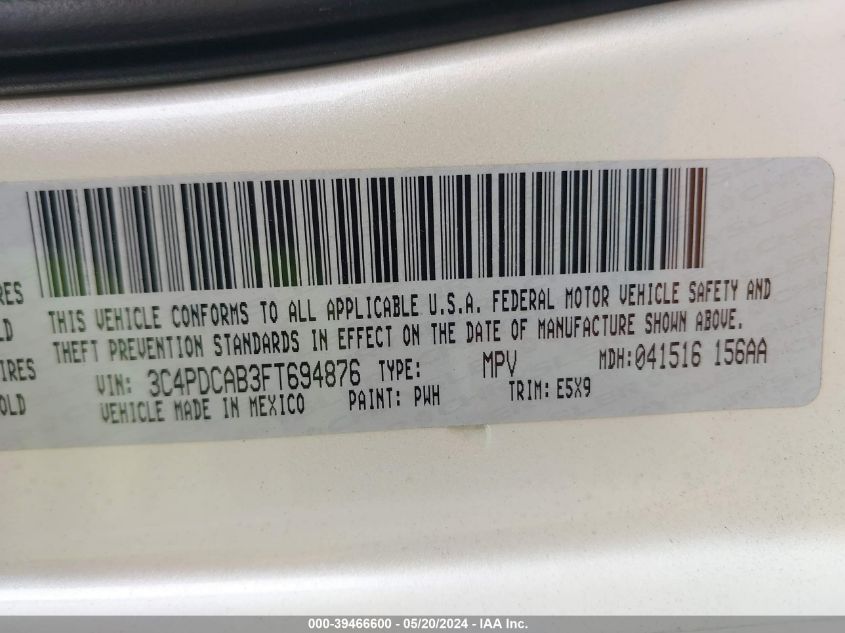 RES
LD
IRES
OLD
THIS VEHICLE CONFORMS TO ALL APPLICABLE U.S.A. FEDERAL MOTOR VEHICLE SAFETY AND
THEFT PREVENTION STANDARDS IN EFFECT ON THE DATE OF MANUFACTURE SHOWN ABOVE.
VIN: 3C4PDCAB3FT694876 TYPE: MPV MDH:041516 156AA
VEHICLE MADE IN MEXICO PAINT: PWH TRIM: E5X9
000-39466600 - 05/20/2024 - IAA Inc.